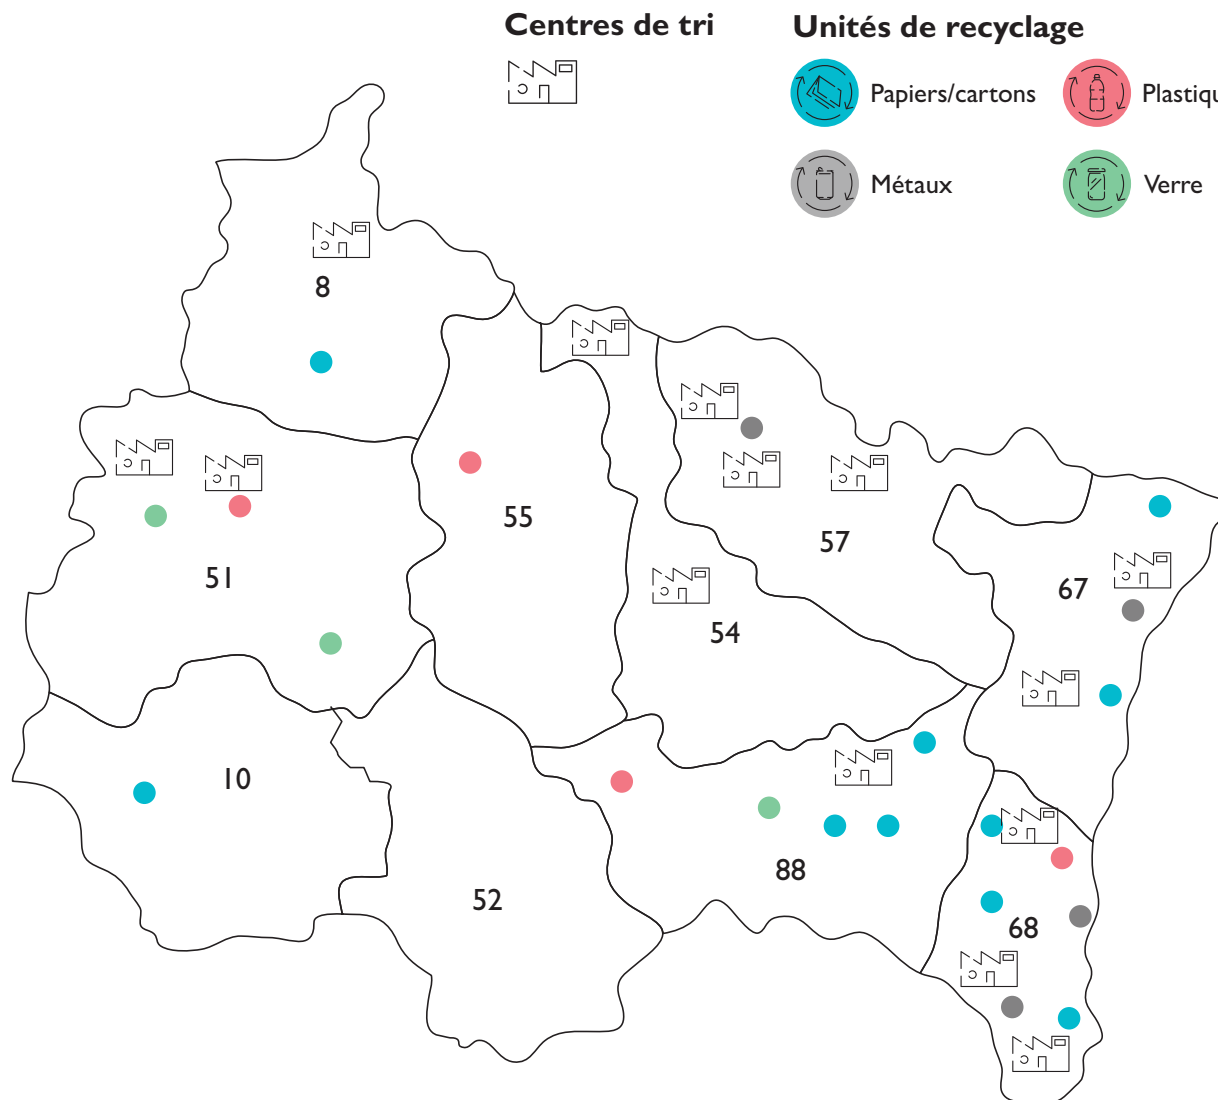 Centres de tri
Unités de recyclage
Papiers/cartons
Plastiqu
Métaux
Verre
8
55
51
57
67
54
10
88
52
68